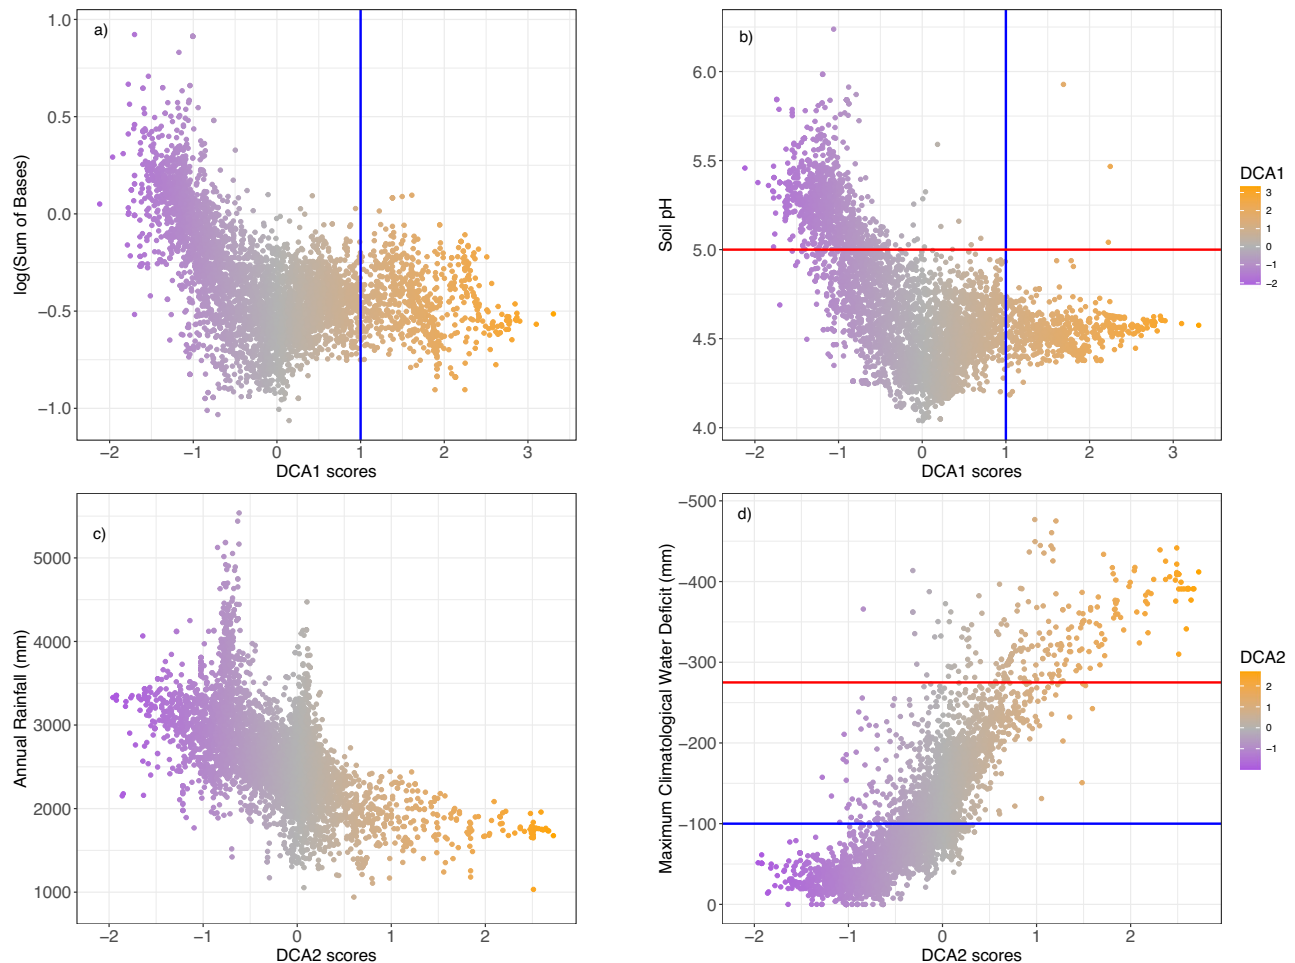 a)
1.0
0.5
0.0
−0.5
−1.0
log(Sum of Bases)
−2 −1 0 1 2 3
DCA1 scores
b)
6.0
5.5
5.0
4.5
4.0
Soil pH
−2 −1 0 1 2 3
DCA1 scores
DCA1
3
2
1
0
−1
−2
c)
5000
4000
3000
2000
1000
Annual Rainfall (mm)
−2 −1 0 1 2
DCA2 scores
d)
−500
−400
−300
−200
−100
0
Maximum Climatological Water Deficit (mm)
−2 −1 0 1 2
DCA2 scores
DCA2
2
1
0
−1